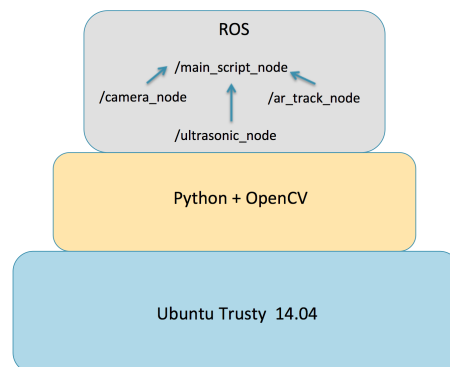 ROS
/main_script_node
/camera_node
/ar_track_node
/ultrasonic_node
Python + OpenCV
Ubuntu Trusty 14.04